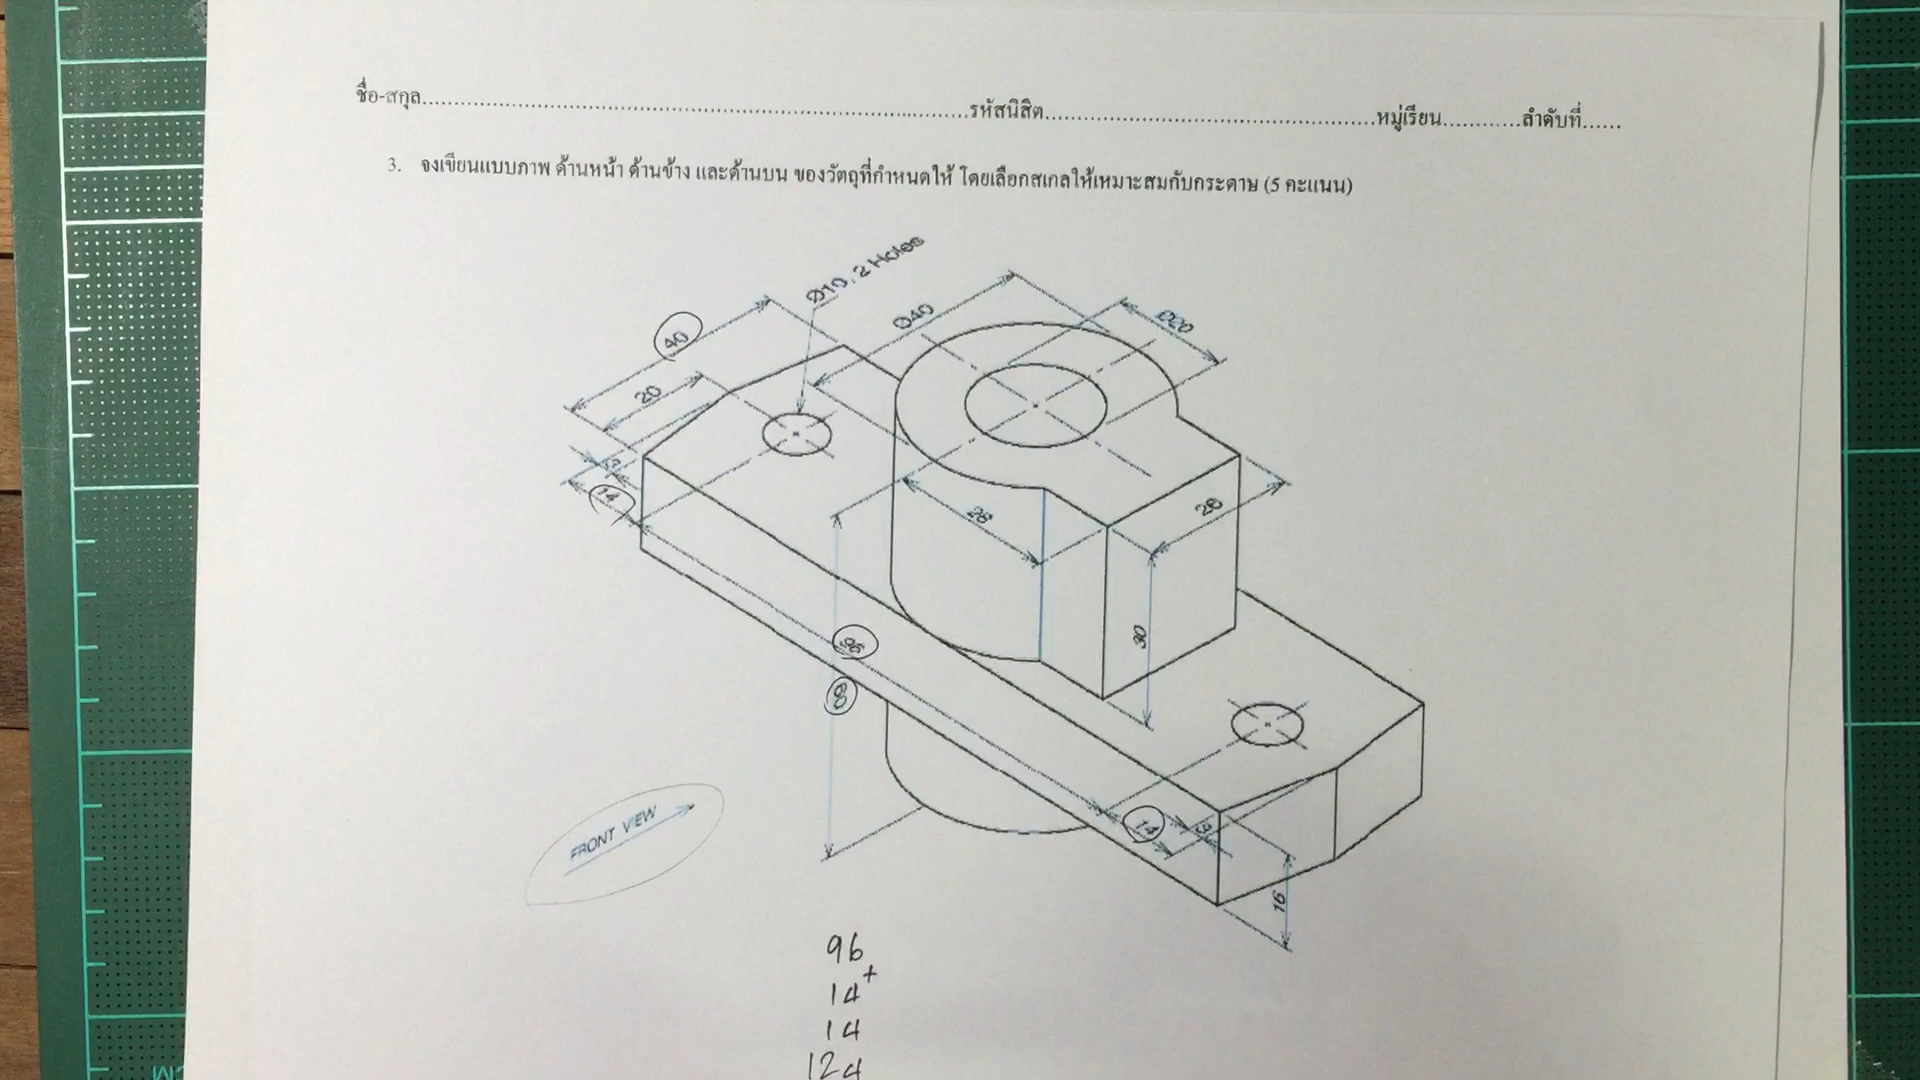 ชื่อ-สกุล..........................................................................................รหัสนิสิต......................................................หมู่เรียน............ลำดับที่......
3. จงเขียนแบบภาพ ด้านหน้า ด้านข้าง และด้านบน ของวัตถุที่กำหนดให้ โดยเลือกสเกลให้เหมาะสมกับกระดาษ (5 คะแนน)
Ø10, 2 Holes
40
Ø40
Ø20
20
14
28
26
30
96
FRONT VIEW
14
16
96
14+
14
124